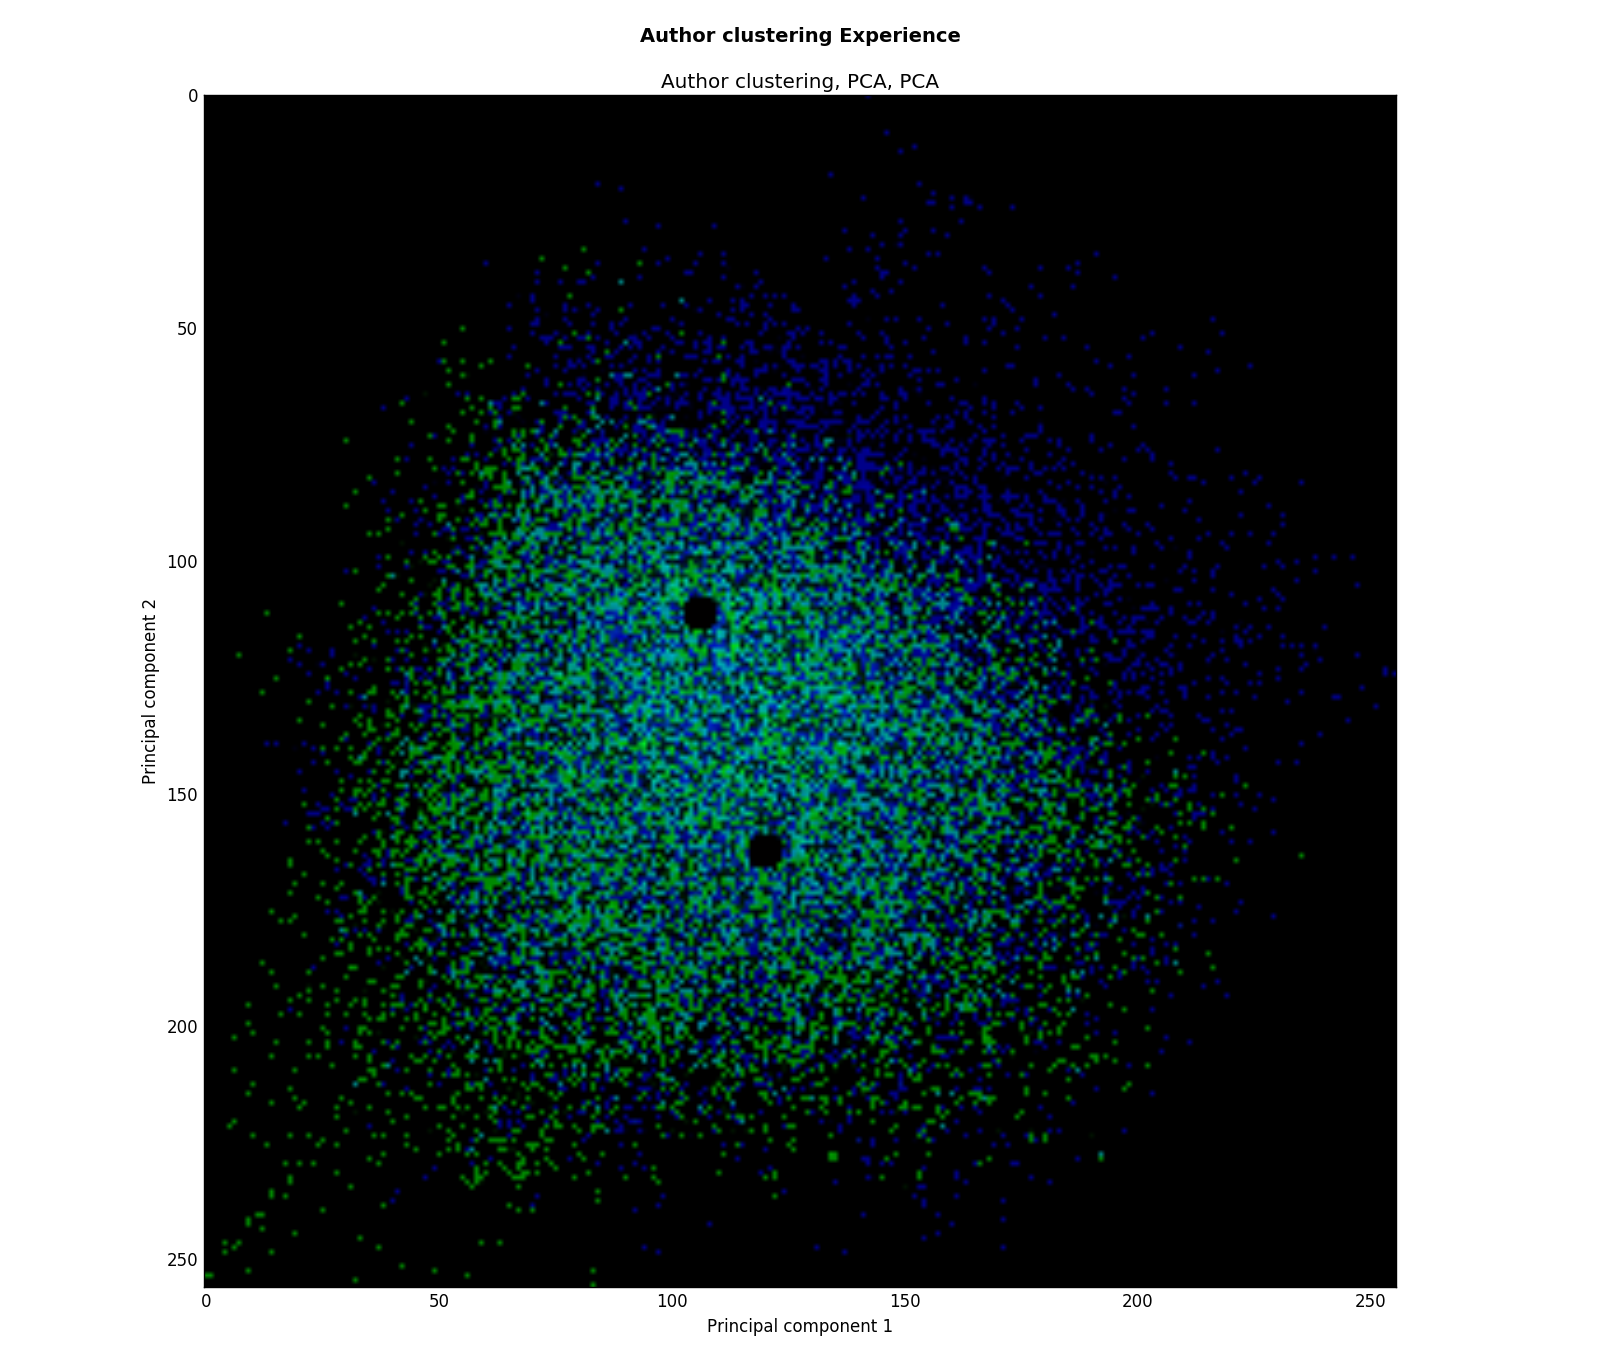 Author clustering Experience
Author clustering, PCA, PCA
0
50
100
150
200
250
Principal component 2
0 50 100 150 200 250
Principal component 1